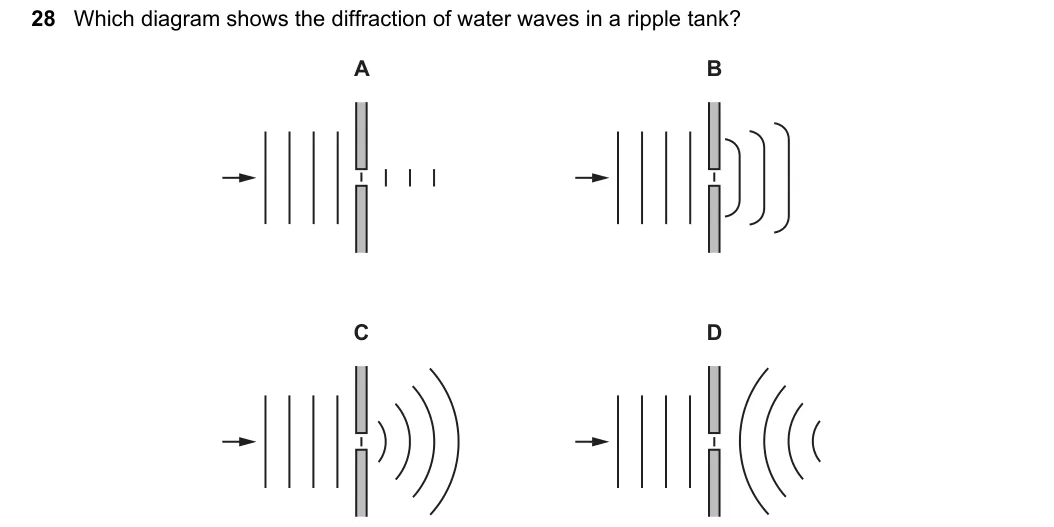 28 Which diagram shows the diffraction of water waves in a ripple tank?
A
B
C
D